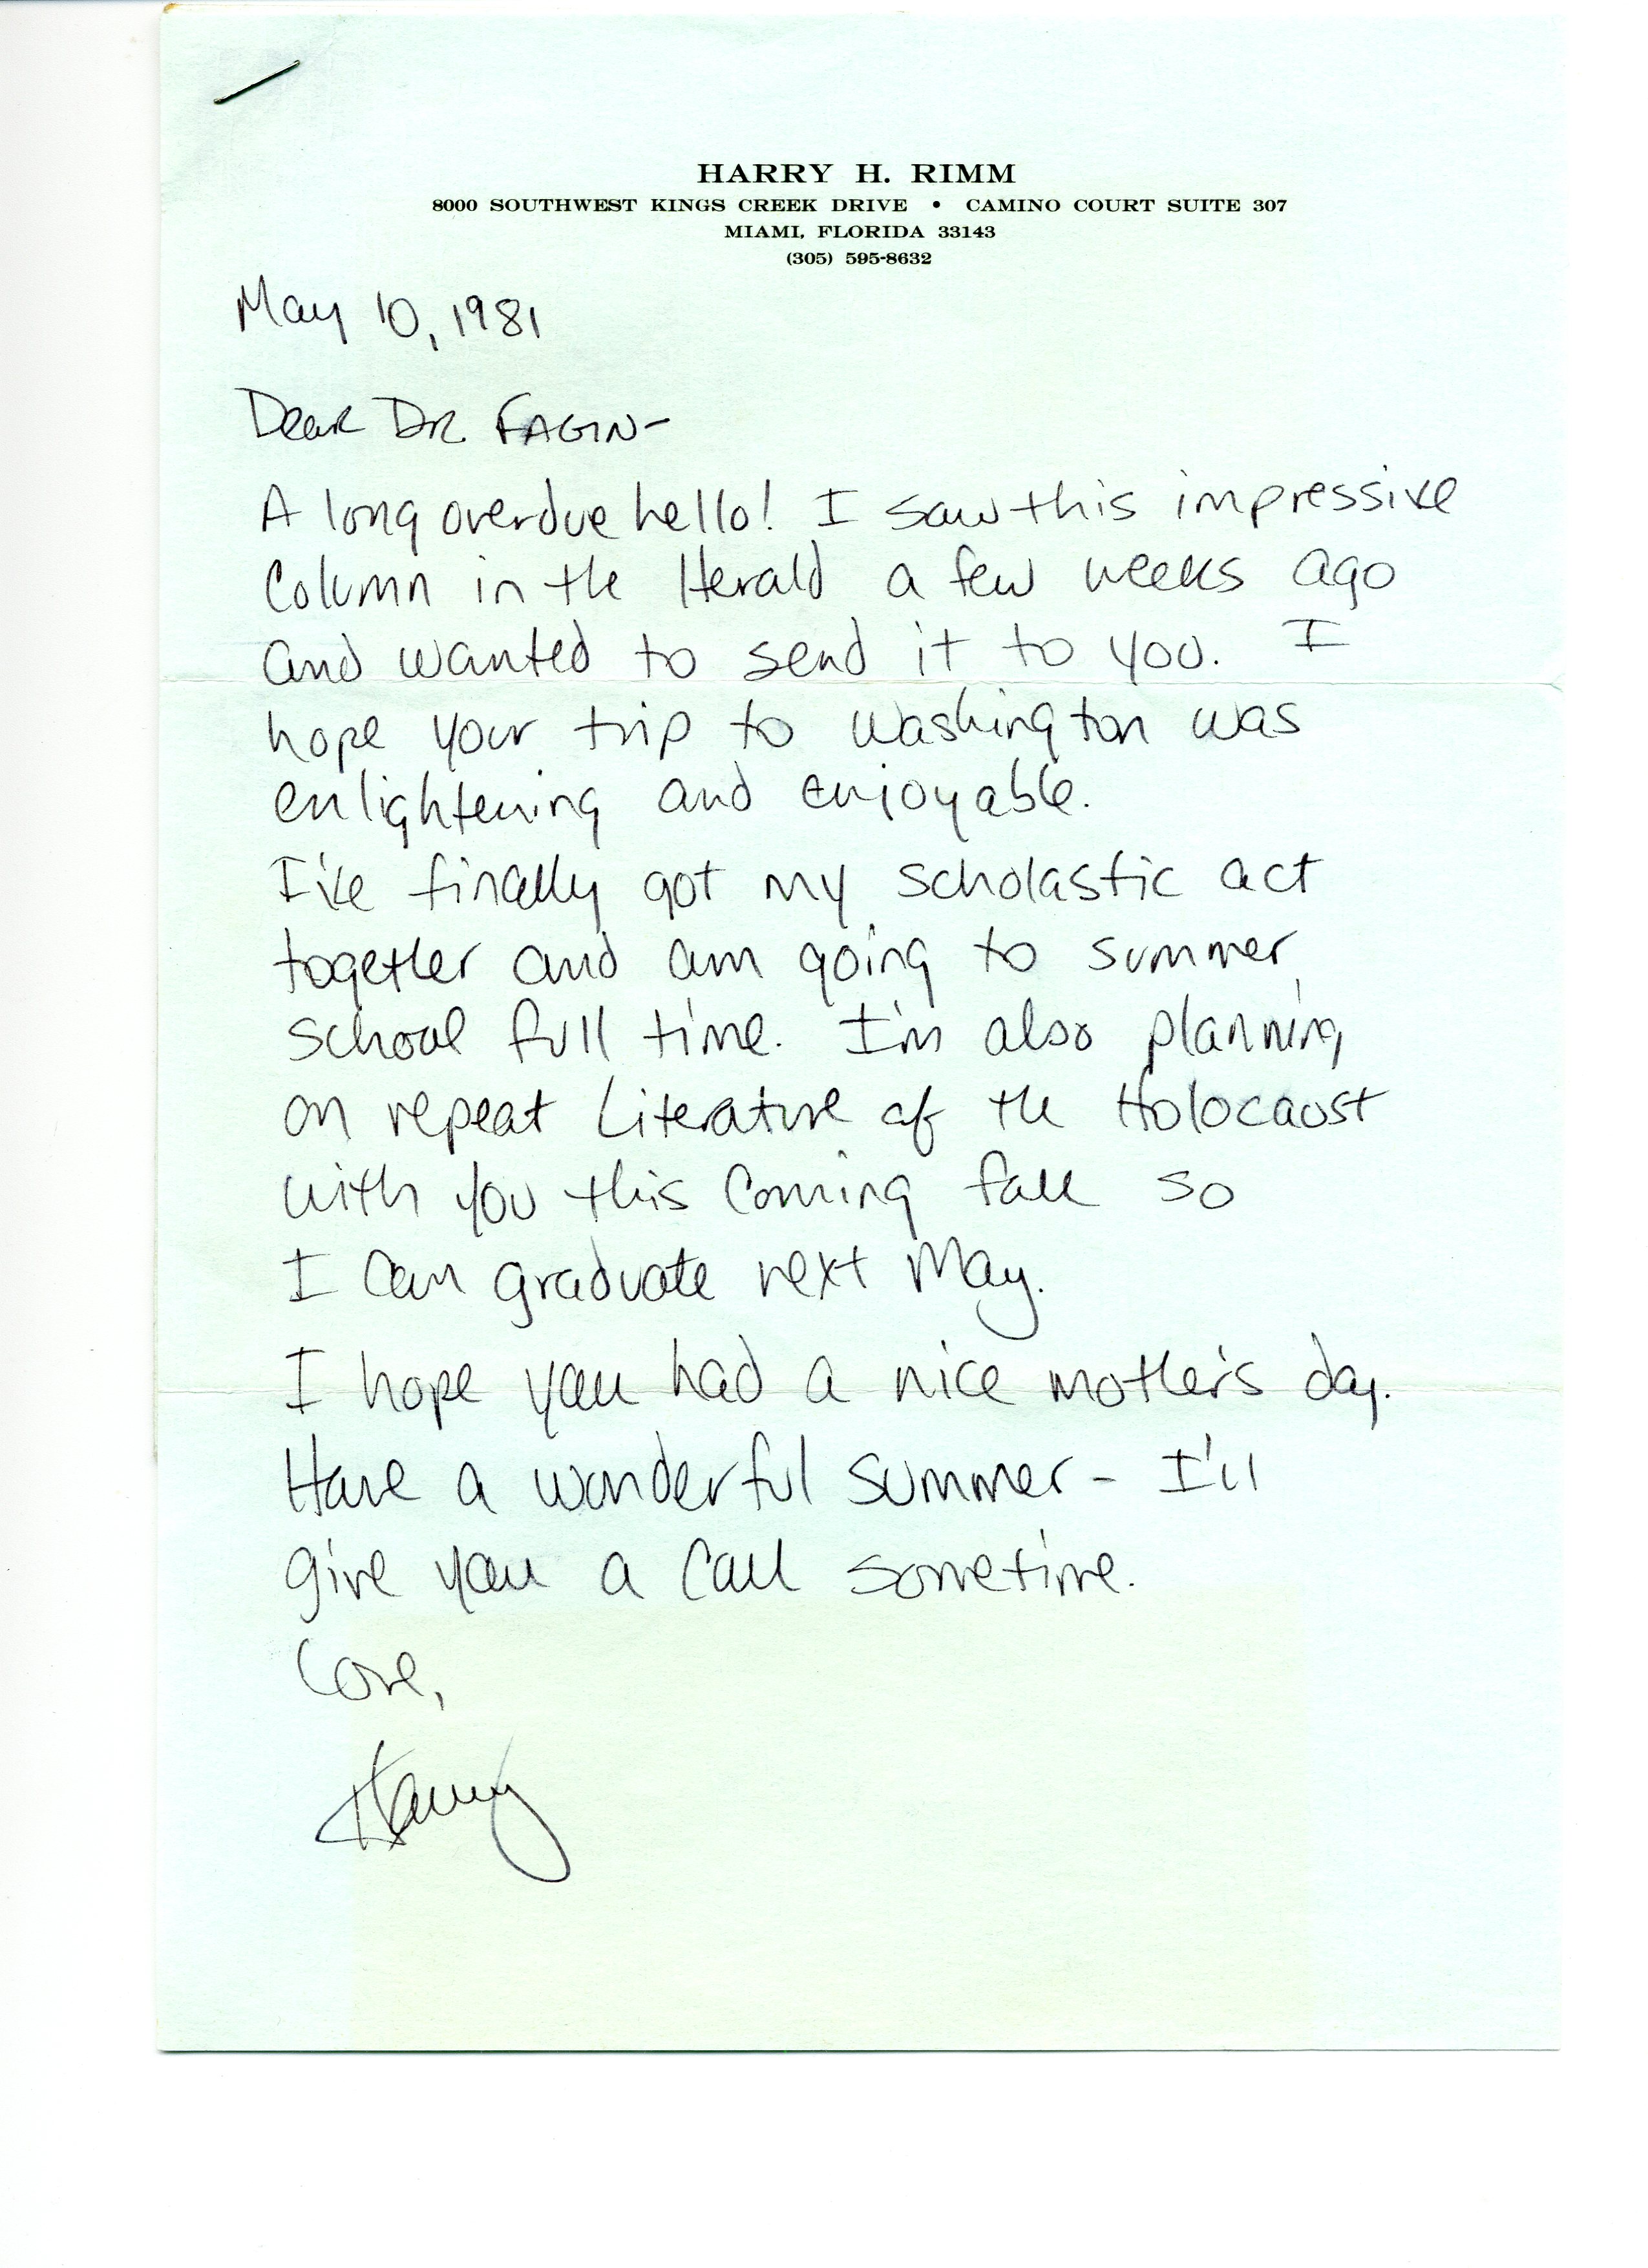 HARRY H. RIMM
8000 SOUTHWEST KINGS CREEK DRIVE • CAMINO COURT SUITE 307
MIAMI, FLORIDA 33143
(305) 595-8632
May 10, 1981
Dear Dr. Fagin-
A long overdue hello! I saw this impressive
Column in the Herald a few weeks ago
and wanted to send it to you. I
hope your trip to Washington was
enlightening and enjoyable.
I've finally got my scholastic act
together and am going to summer
school full time. I'm also planning
on repeat Literature of the Holocaust
with you this coming fall so
I can graduate next May.
I hope you had a nice mother's day.
Have a wonderful summer - I'll
give you a call sometime.
Love,
Harry